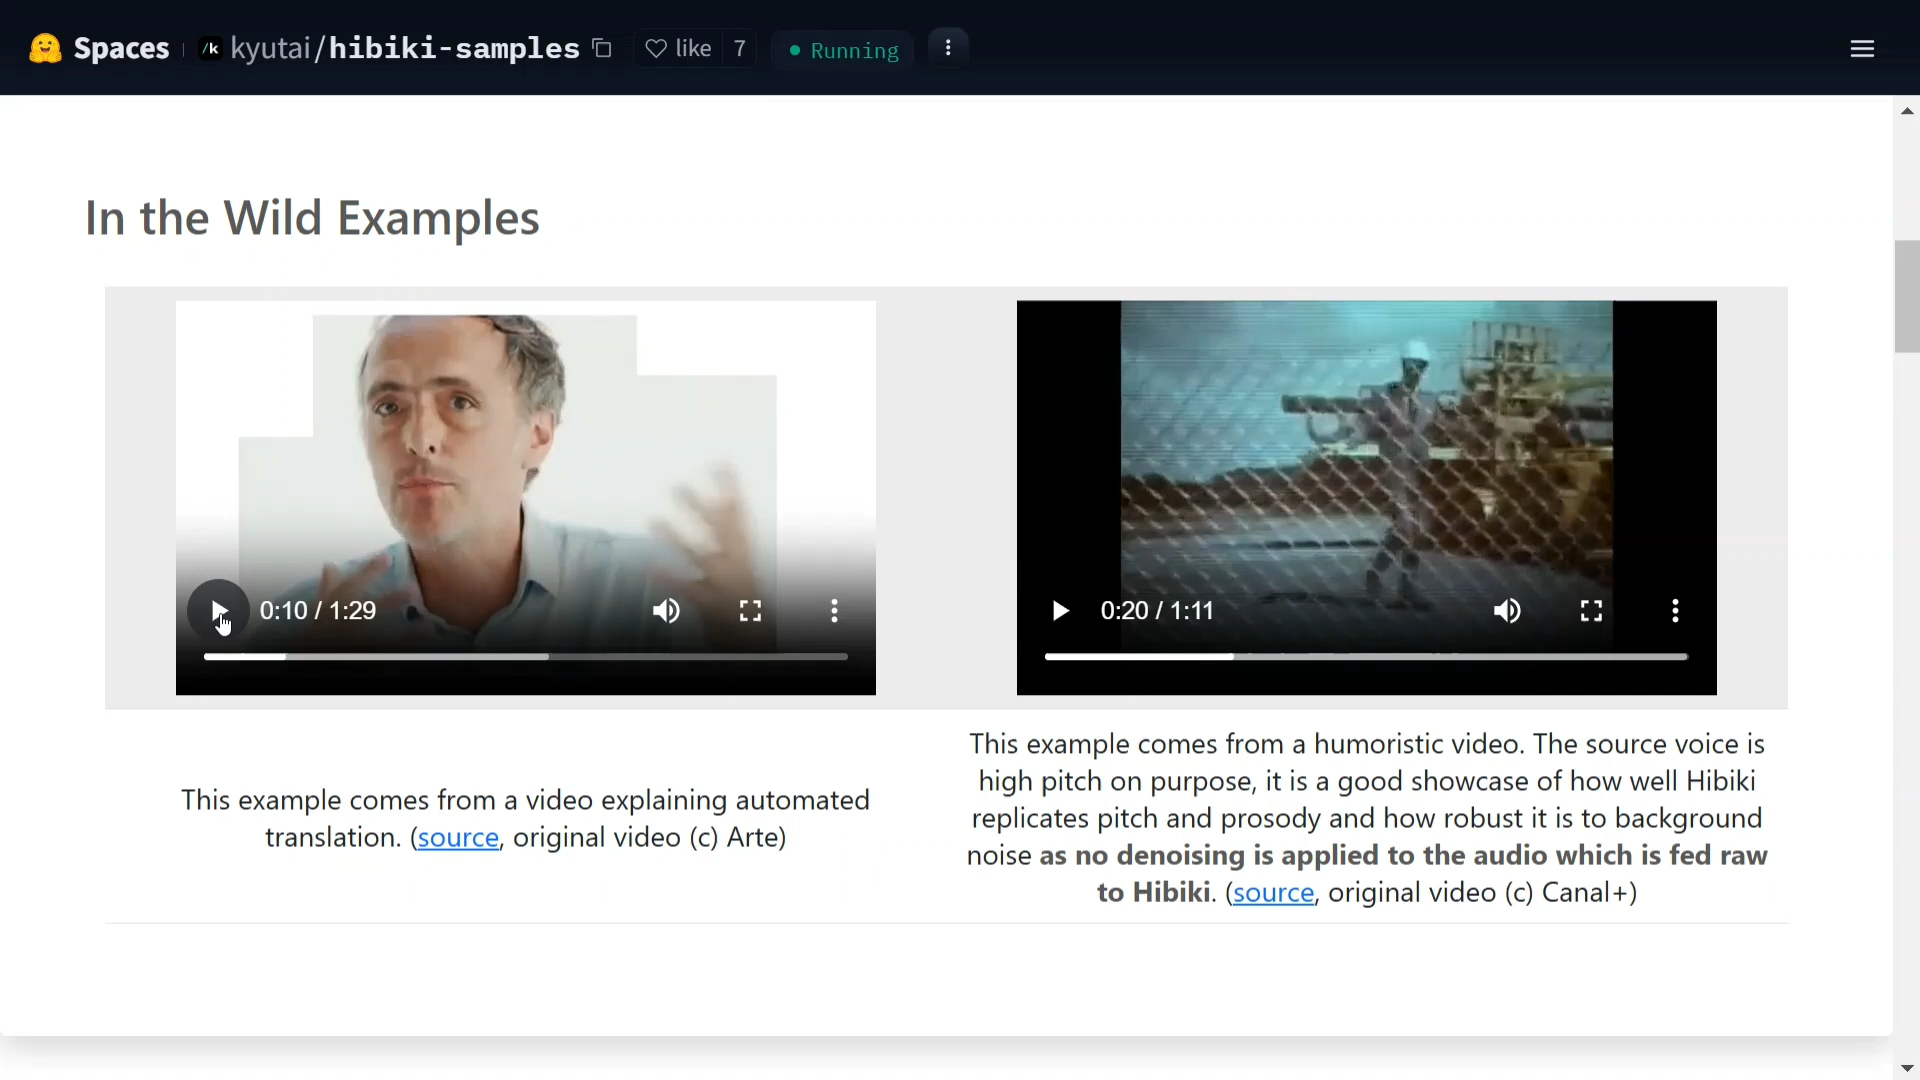 Spaces /k kyutai/hibiki-samples like 7 Running
In the Wild Examples
0:10 / 1:29
0:20 / 1:11
This example comes from a video explaining automated
translation. (source, original video (c) Arte)
This example comes from a humoristic video. The source voice is
high pitch on purpose, it is a good showcase of how well Hibiki
replicates pitch and prosody and how robust it is to background
noise as no denoising is applied to the audio which is fed raw
to Hibiki. (source, original video (c) Canal+)